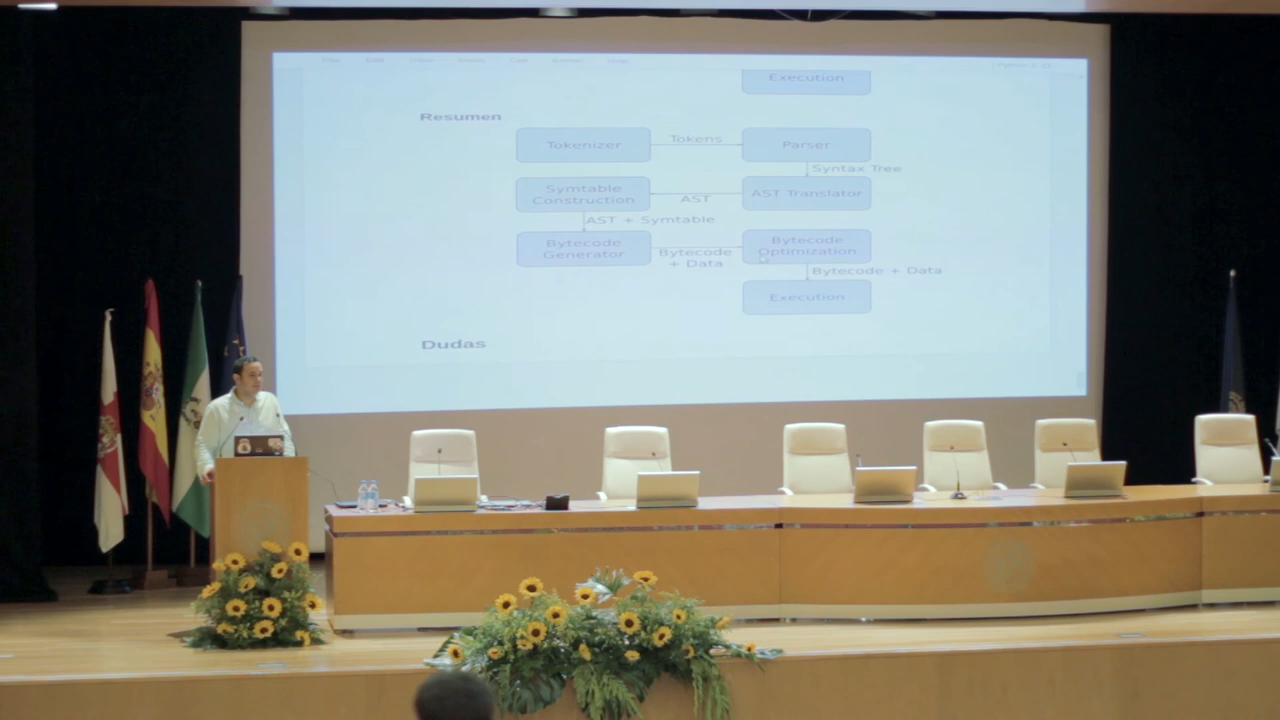 Execution
Resumen
Tokenizer
Tokens
Parser
Syntax Tree
Symtable
Construction
AST
AST Translator
AST + Symtable
Bytecode
Generator
Bytecode
+ Data
Bytecode
Optimization
Bytecode + Data
Execution
Dudas